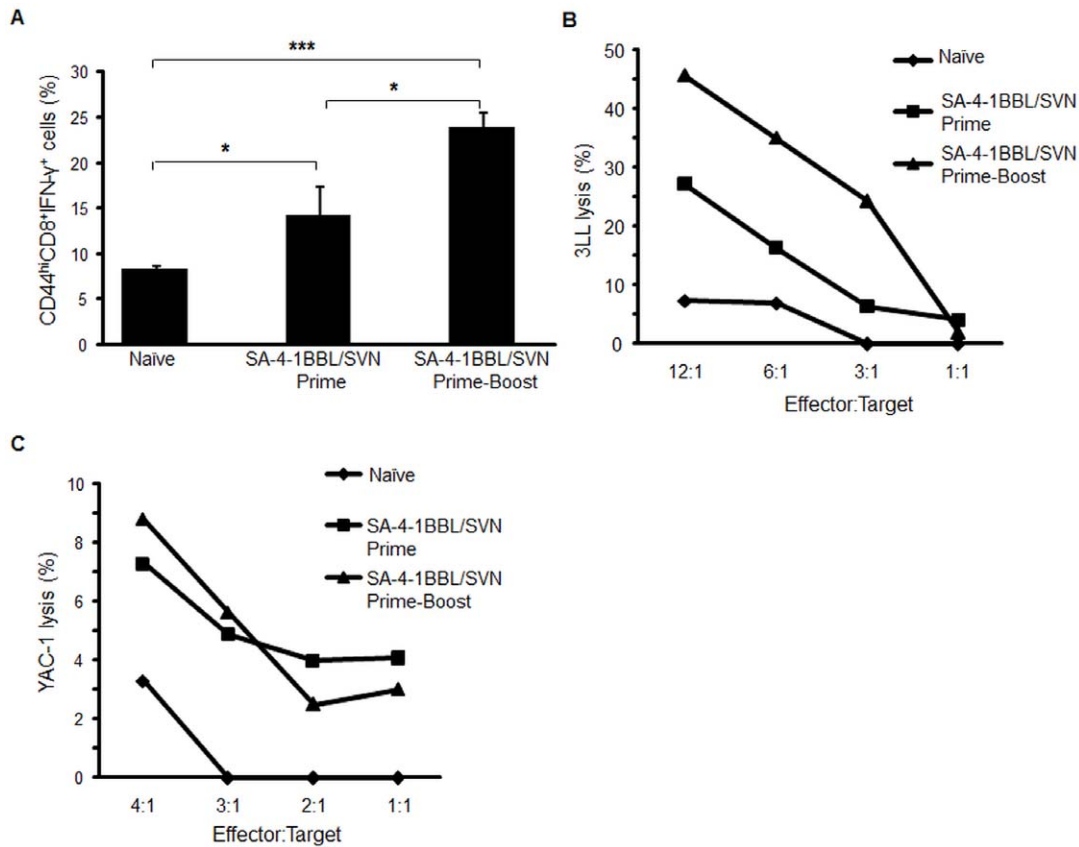 A
CD44hiCD8+IFN-γ+ cells (%)
30
25
20
15
10
5
0
***
*
*
Naïve
SA-4-1BBL/SVN
Prime
SA-4-1BBL/SVN
Prime-Boost
B
3LL lysis (%)
50
40
30
20
10
0
12:1
6:1
3:1
1:1
Effector:Target
Naïve
SA-4-1BBL/SVN
Prime
SA-4-1BBL/SVN
Prime-Boost
C
YAC-1 lysis (%)
10
8
6
4
2
0
4:1
3:1
2:1
1:1
Effector:Target
Naïve
SA-4-1BBL/SVN
Prime
SA-4-1BBL/SVN
Prime-Boost